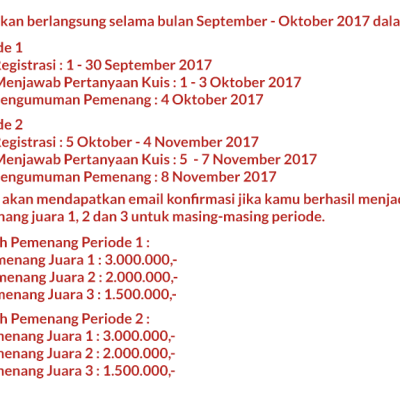 kan berlangsung selama bulan September - Oktober 2017 dala
de 1
egistrasi : 1 - 30 September 2017
Menjawab Pertanyaan Kuis : 1 - 3 Oktober 2017
engumuman Pemenang : 4 Oktober 2017
de 2
egistrasi : 5 Oktober - 4 November 2017
Menjawab Pertanyaan Kuis : 5 - 7 November 2017
engumuman Pemenang : 8 November 2017
akan mendapatkan email konfirmasi jika kamu berhasil menja
nang juara 1, 2 dan 3 untuk masing-masing periode.
h Pemenang Periode 1 :
menang Juara 1 : 3.000.000,-
menang Juara 2 : 2.000.000,-
menang Juara 3 : 1.500.000,-
h Pemenang Periode 2 :
menang Juara 1 : 3.000.000,-
menang Juara 2 : 2.000.000,-
menang Juara 3 : 1.500.000,-